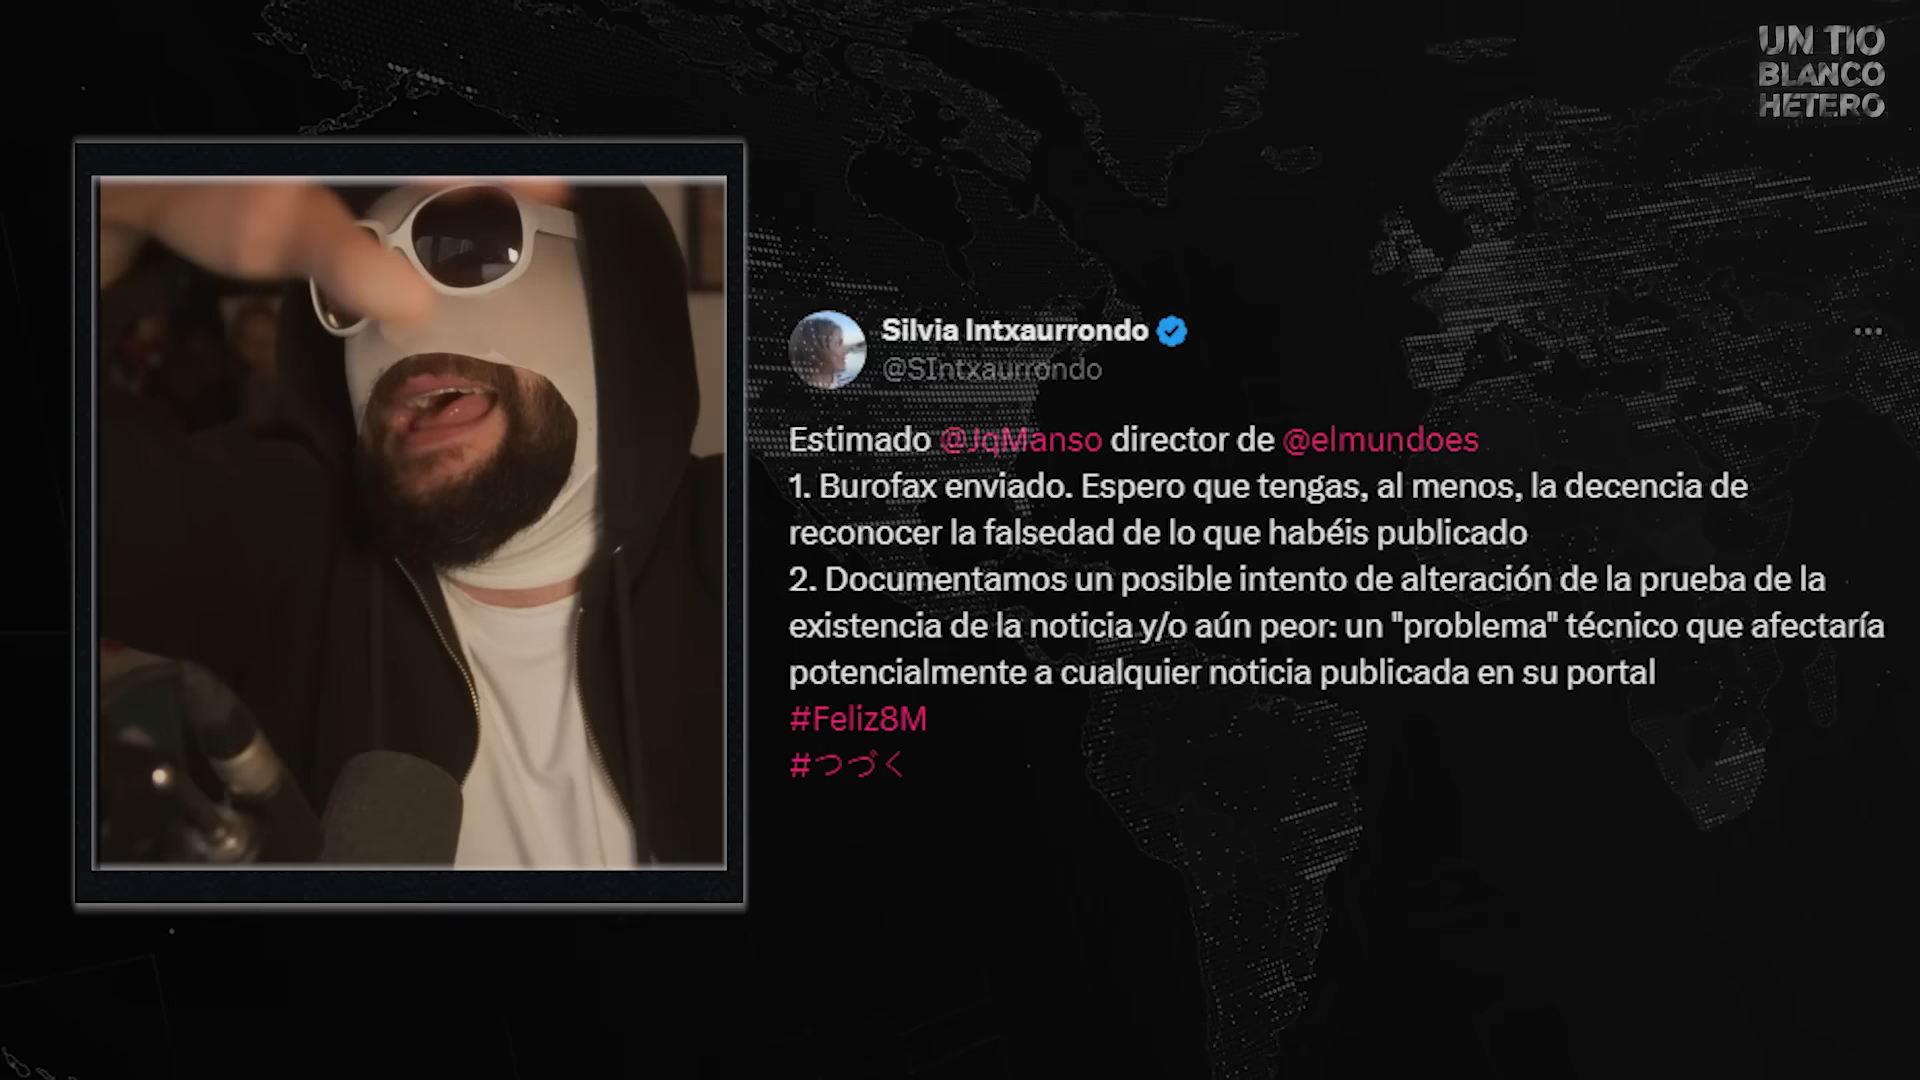 UN TIO
BLANCO
HETERO
Silvia Intxaurrondo
@SIntxaurrondo
Estimado @JqManso director de @elmundoes
1. Burofax enviado. Espero que tengas, al menos, la decencia de
reconocer la falsedad de lo que habéis publicado
2. Documentamos un posible intento de alteración de la prueba de la
existencia de la noticia y/o aún peor: un "problema" técnico que afectaría
potencialmente a cualquier noticia publicada en su portal
#Feliz8M
#つづく